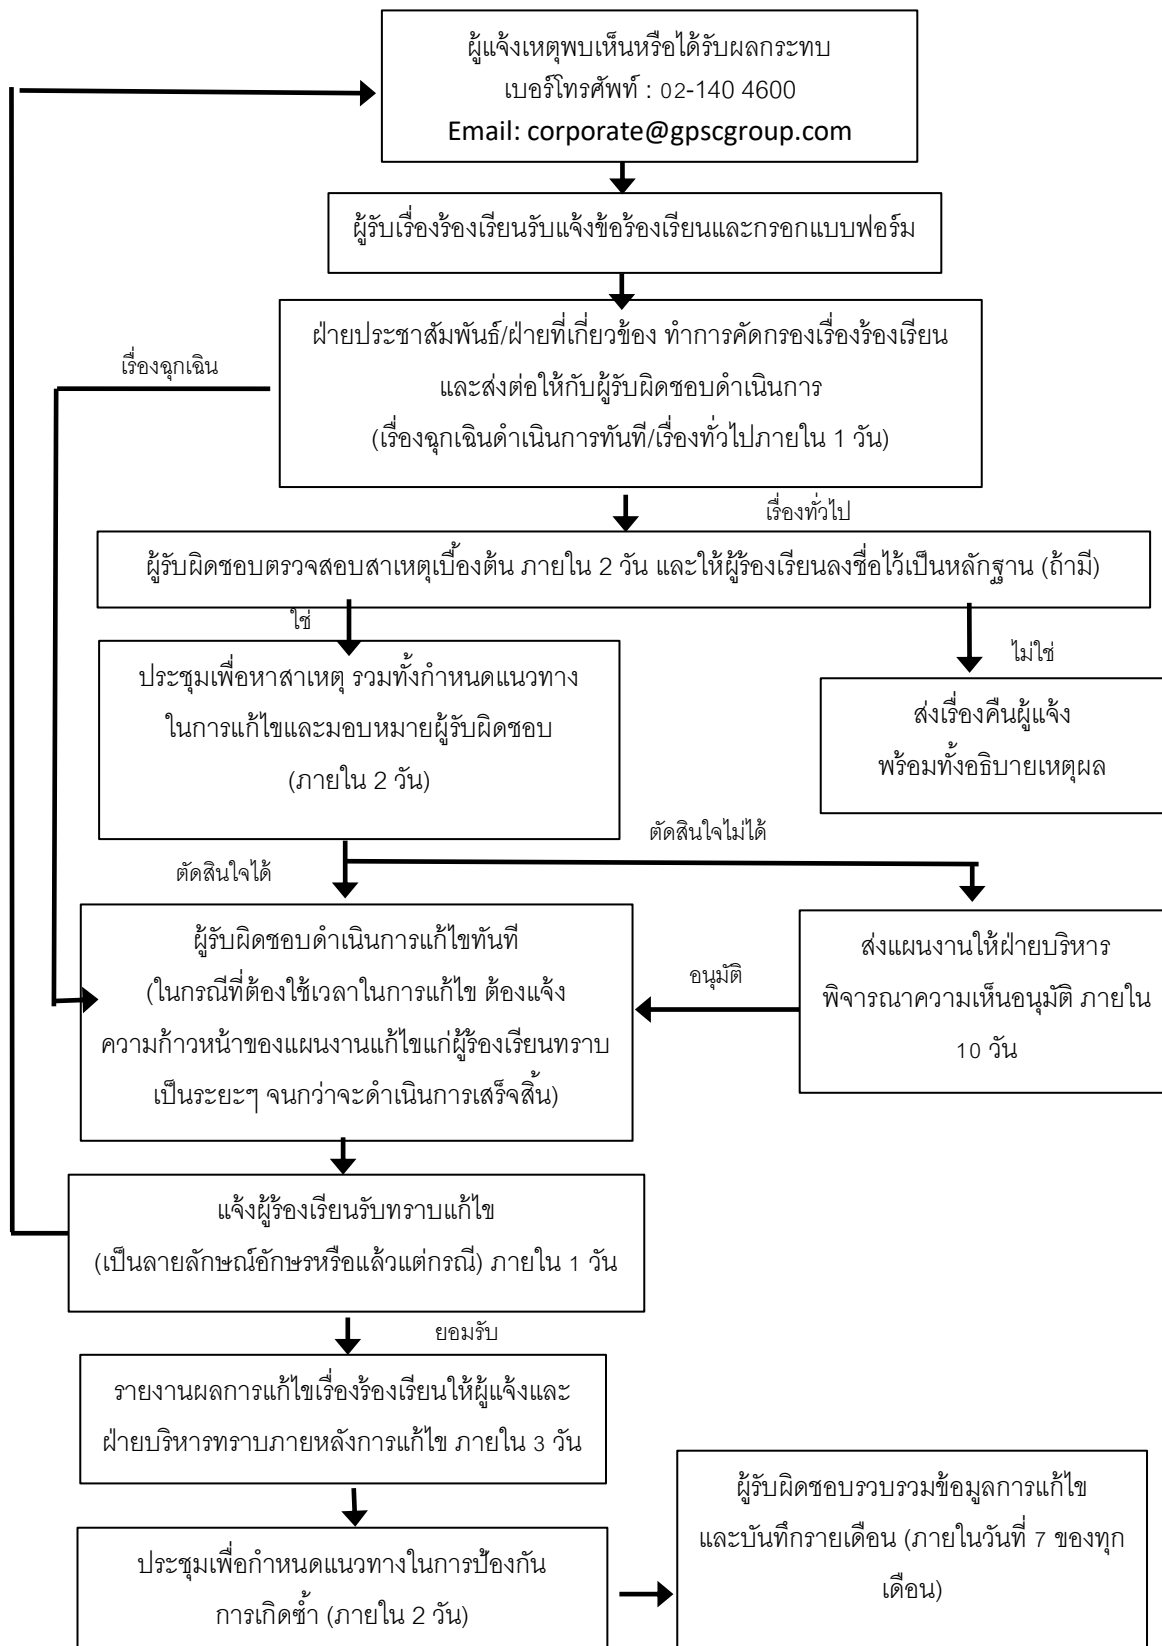 ผู้แจ้งเหตุพบเห็นหรือได้รับผลกระทบ
เบอร์โทรศัพท์ : 02-140 4600
Email: corporate@gpscgroup.com
ผู้รับเรื่องร้องเรียนรับแจ้งข้อร้องเรียนและกรอกแบบฟอร์ม
ฝ่ายประชาสัมพันธ์/ฝ่ายที่เกี่ยวข้อง ทำการคัดกรองเรื่องร้องเรียน
และส่งต่อให้กับผู้รับผิดชอบดำเนินการ
(เรื่องฉุกเฉินดำเนินการทันที/เรื่องทั่วไปภายใน 1 วัน)
เรื่องฉุกเฉิน
เรื่องทั่วไป
ผู้รับผิดชอบตรวจสอบสาเหตุเบื้องต้น ภายใน 2 วัน และให้ผู้ร้องเรียนลงชื่อไว้เป็นหลักฐาน (ถ้ามี)
ใช่
ไม่ใช่
ประชุมเพื่อหาสาเหตุ รวมทั้งกำหนดแนวทาง
ในการแก้ไขและมอบหมายผู้รับผิดชอบ
(ภายใน 2 วัน)
ส่งเรื่องคืนผู้แจ้ง
พร้อมทั้งอธิบายเหตุผล
ตัดสินใจไม่ได้
ตัดสินใจได้
ผู้รับผิดชอบดำเนินการแก้ไขทันที
(ในกรณีที่ต้องใช้เวลาในการแก้ไข ต้องแจ้ง
ความก้าวหน้าของแผนงานแก้ไขแก่ผู้ร้องเรียนทราบ
เป็นระยะๆ จนกว่าจะดำเนินการเสร็จสิ้น)
อนุมัติ
ส่งแผนงานให้ฝ่ายบริหาร
พิจารณาความเห็นอนุมัติ ภายใน
10 วัน
แจ้งผู้ร้องเรียนรับทราบแก้ไข
(เป็นลายลักษณ์อักษรหรือแล้วแต่กรณี) ภายใน 1 วัน
ยอมรับ
รายงานผลการแก้ไขเรื่องร้องเรียนให้ผู้แจ้งและ
ฝ่ายบริหารทราบภายหลังการแก้ไข ภายใน 3 วัน
ประชุมเพื่อกำหนดแนวทางในการป้องกัน
การเกิดซ้ำ (ภายใน 2 วัน)
ผู้รับผิดชอบรวบรวมข้อมูลการแก้ไข
และบันทึกรายเดือน (ภายในวันที่ 7 ของทุก
เดือน)